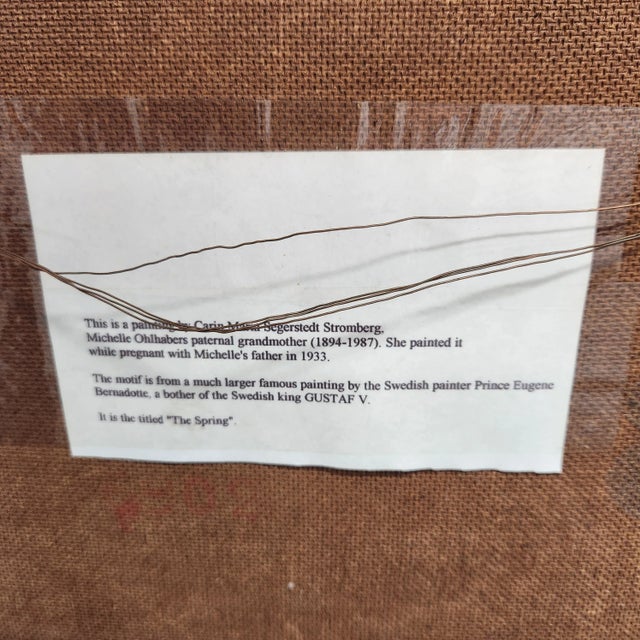 This is a painting by Carin Maria Segerstedt Stromberg,
Michelle Ohlhabers paternal grandmother (1894-1987). She painted it
while pregnant with Michelle's father in 1933.
The motif is from a much larger famous painting by the Swedish painter Prince Eugene
Bernadotte, a bother of the Swedish king GUSTAF V.
It is the titled "The Spring".